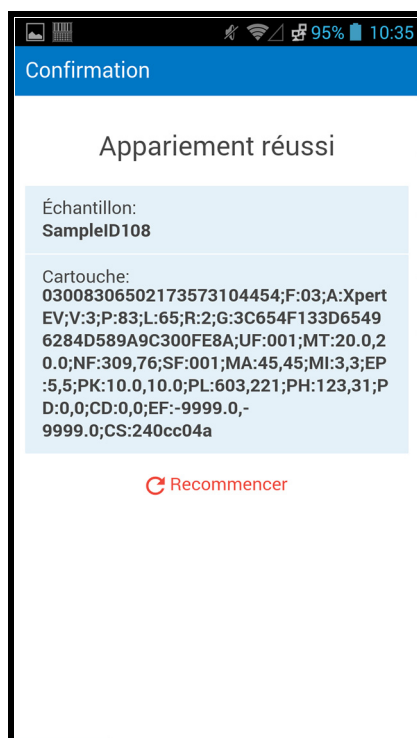 95% 10:35
Confirmation
Appariement réussi
Échantillon:
SampleID108
Cartouche:
03008306502173573104454;F:03;A:Xpert
EV;V:3;P:83;L:65;R:2;G:3C654F133D6549
6284D589A9C300FE8A;UF:001;MT:20.0,2
0.0;NF:309,76;SF:001;MA:45,45;MI:3,3;EP
:5,5;PK:10.0,10.0;PL:603,221;PH:123,31;P
D:0,0;CD:0,0;EF:-9999.0,-
9999.0;CS:240cc04a
Recommencer